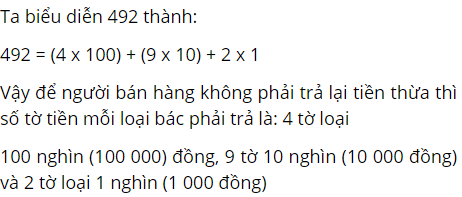 Ta biểu diễn 492 thành:
492 = (4 x 100) + (9 x 10) + 2 x 1
Vậy để người bán hàng không phải trả lại tiền thừa thì
số tờ tiền mỗi loại bác phải trả là: 4 tờ loại
100 nghìn (100 000) đồng, 9 tờ 10 nghìn (10 000 đồng)
và 2 tờ loại 1 nghìn (1 000 đồng)